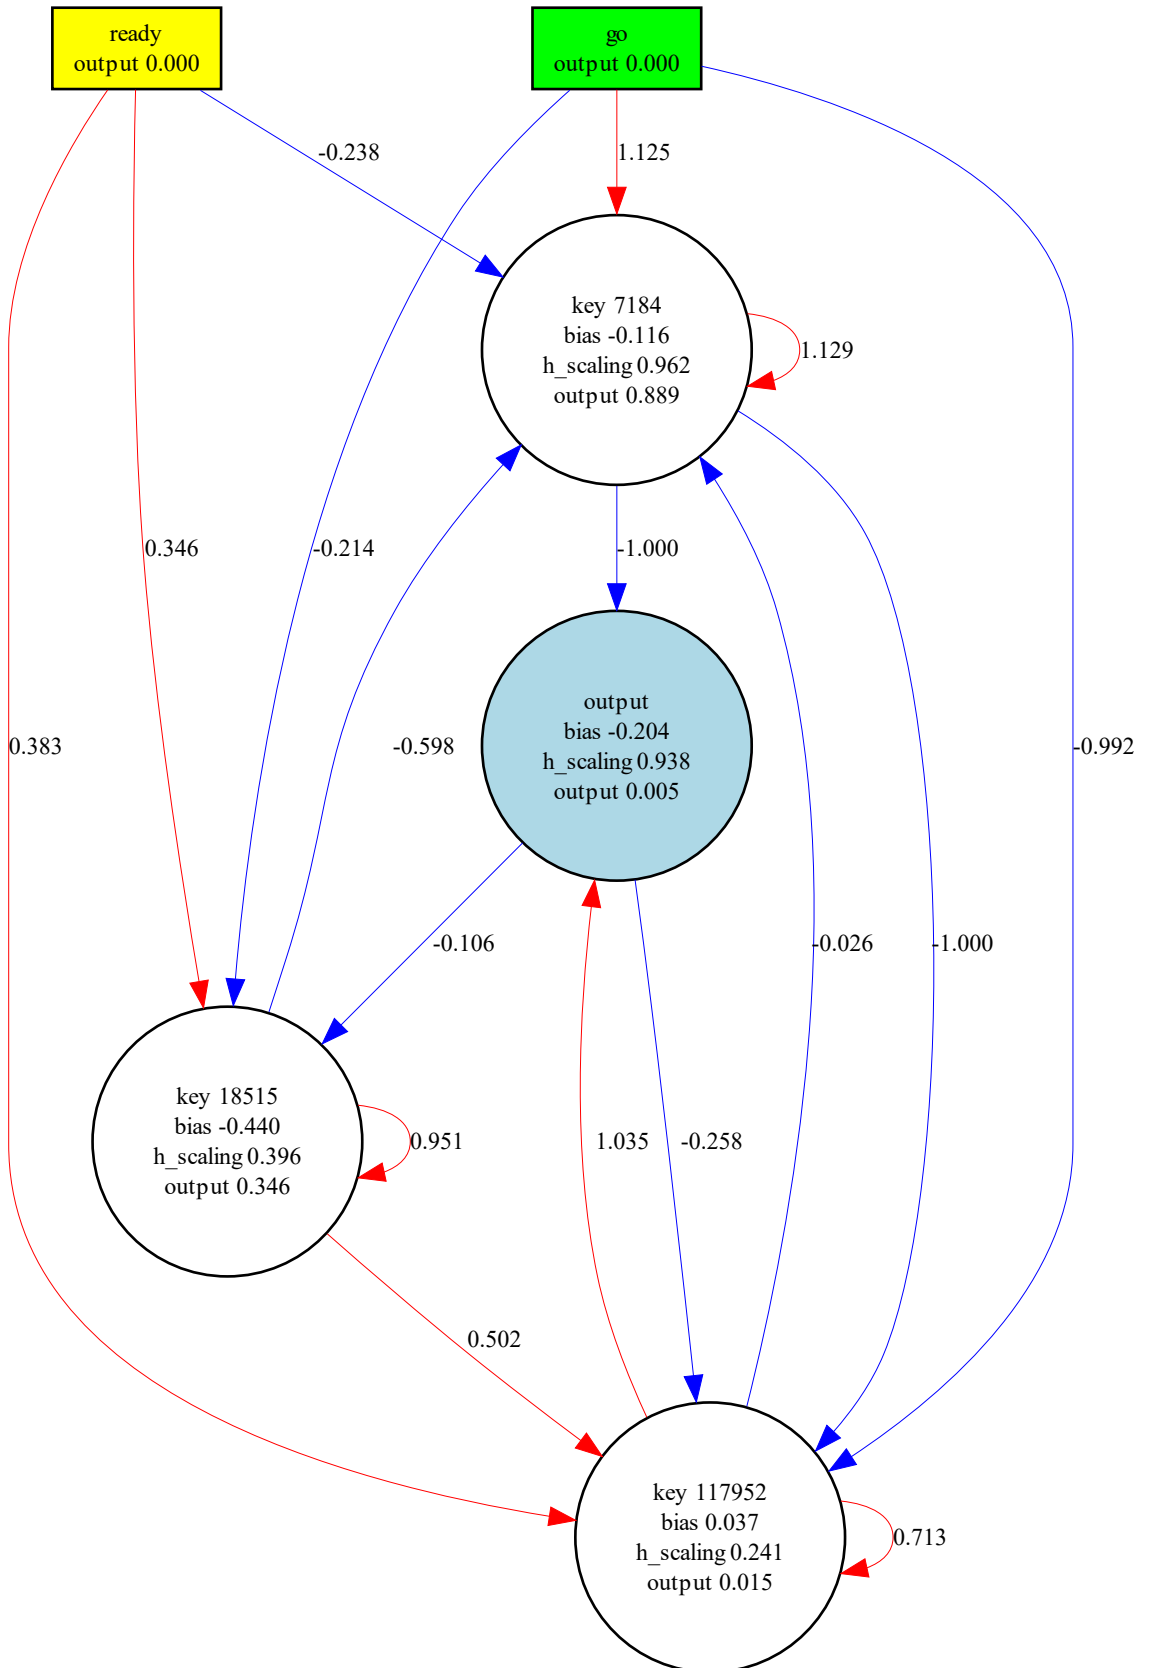 ready
output 0.000
go
output 0.000
-0.238
1.125
key 7184
bias -0.116
h_scaling 0.962
output 0.889
1.129
0.346
-0.214
-1.000
output
bias -0.204
h_scaling 0.938
output 0.005
0.383
-0.598
-0.992
-0.106
-0.026
-1.000
key 18515
bias -0.440
h_scaling 0.396
output 0.346
0.951
1.035
-0.258
0.502
key 117952
bias 0.037
h_scaling 0.241
output 0.015
0.713